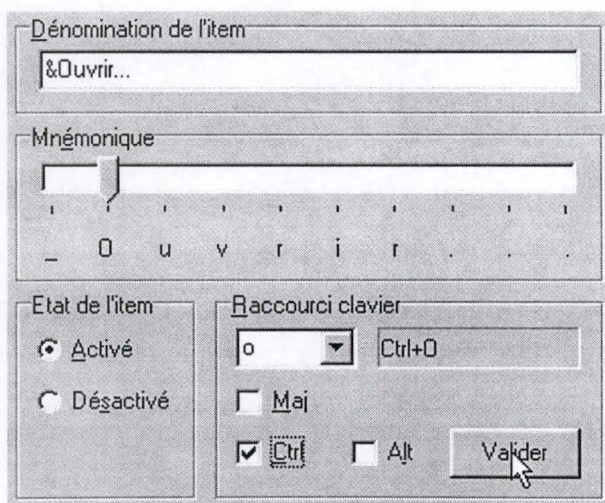 Dénomination de l'item
&Ouvrir...
Mnémonique
_ O u v r i r . . .
Etat de l'item
Activé
Désactivé
Raccourci clavier
o Ctrl+O
Maj
Ctrl Alt Valider